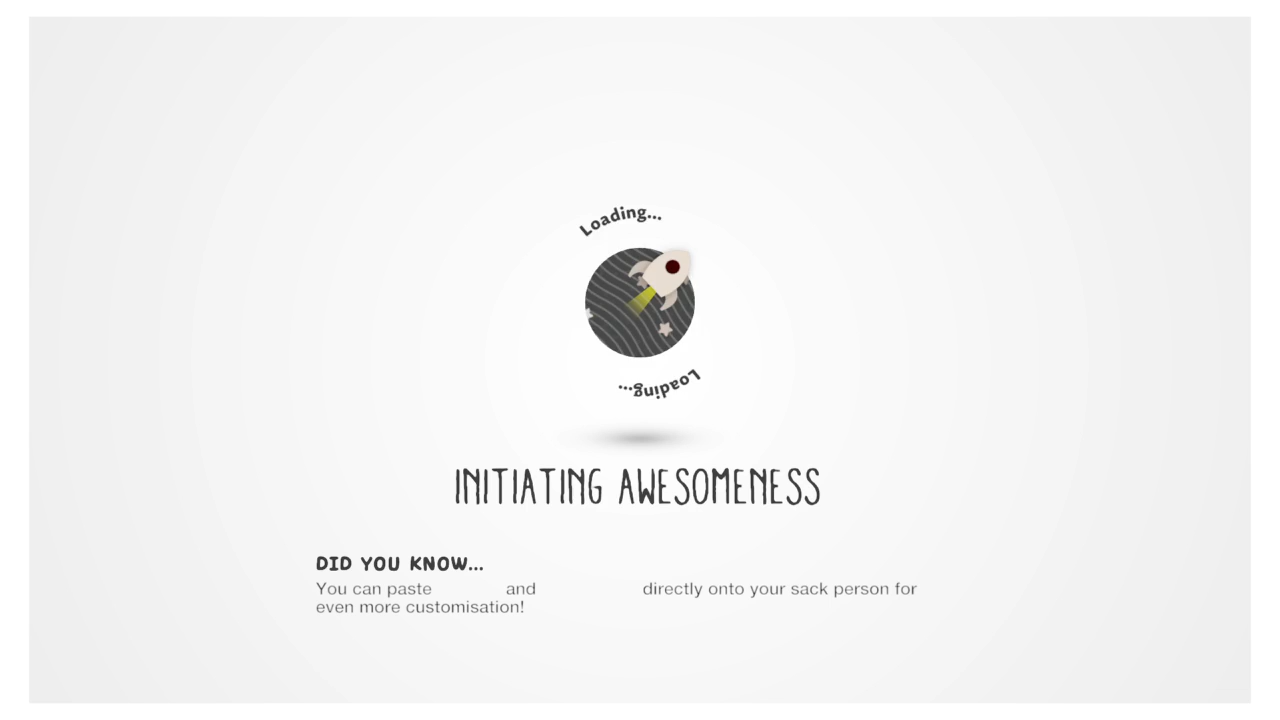 Loading...
Loading...
INITIATING AWESOMENESS
DID YOU KNOW...
You can paste and directly onto your sack person for
even more customisation!